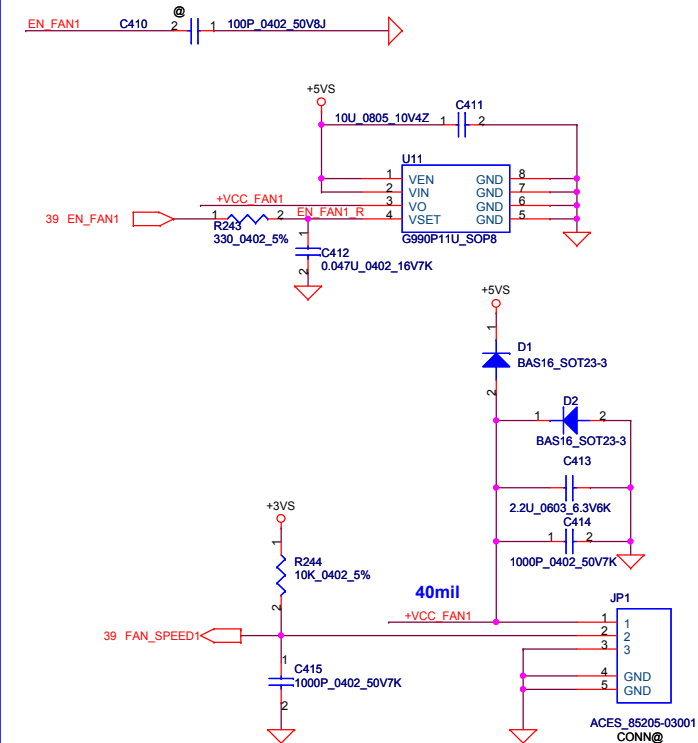 @
EN_FAN1 C410 2 1 100P_0402_50V8J
+5VS
C411
10U_0805_10V4Z 1 2
U11
1 VEN GND 8
2 VIN GND 7
+VCC_FAN1 3 VO GND 6
39 EN_FAN1 1 2 EN_FAN1_R 4 VSET GND 5
R243
330_0402_5%
G990P11U_SOP8
1
C412
0.047U_0402_16V7K
2
+5VS
1
D1
BAS16_SOT23-3
2
D2
1 2
BAS16_SOT23-3
C413
2.2U_0603_6.3V6K
C414
1 2
1000P_0402_50V7K
+3VS
1
R244
10K_0402_5%
2
40mil
JP1
+VCC_FAN1 1 1
39 FAN_SPEED1 2 2
3 3
1
C415
1000P_0402_50V7K
2
4 GND
5 GND
ACES_85205-03001
CONN@